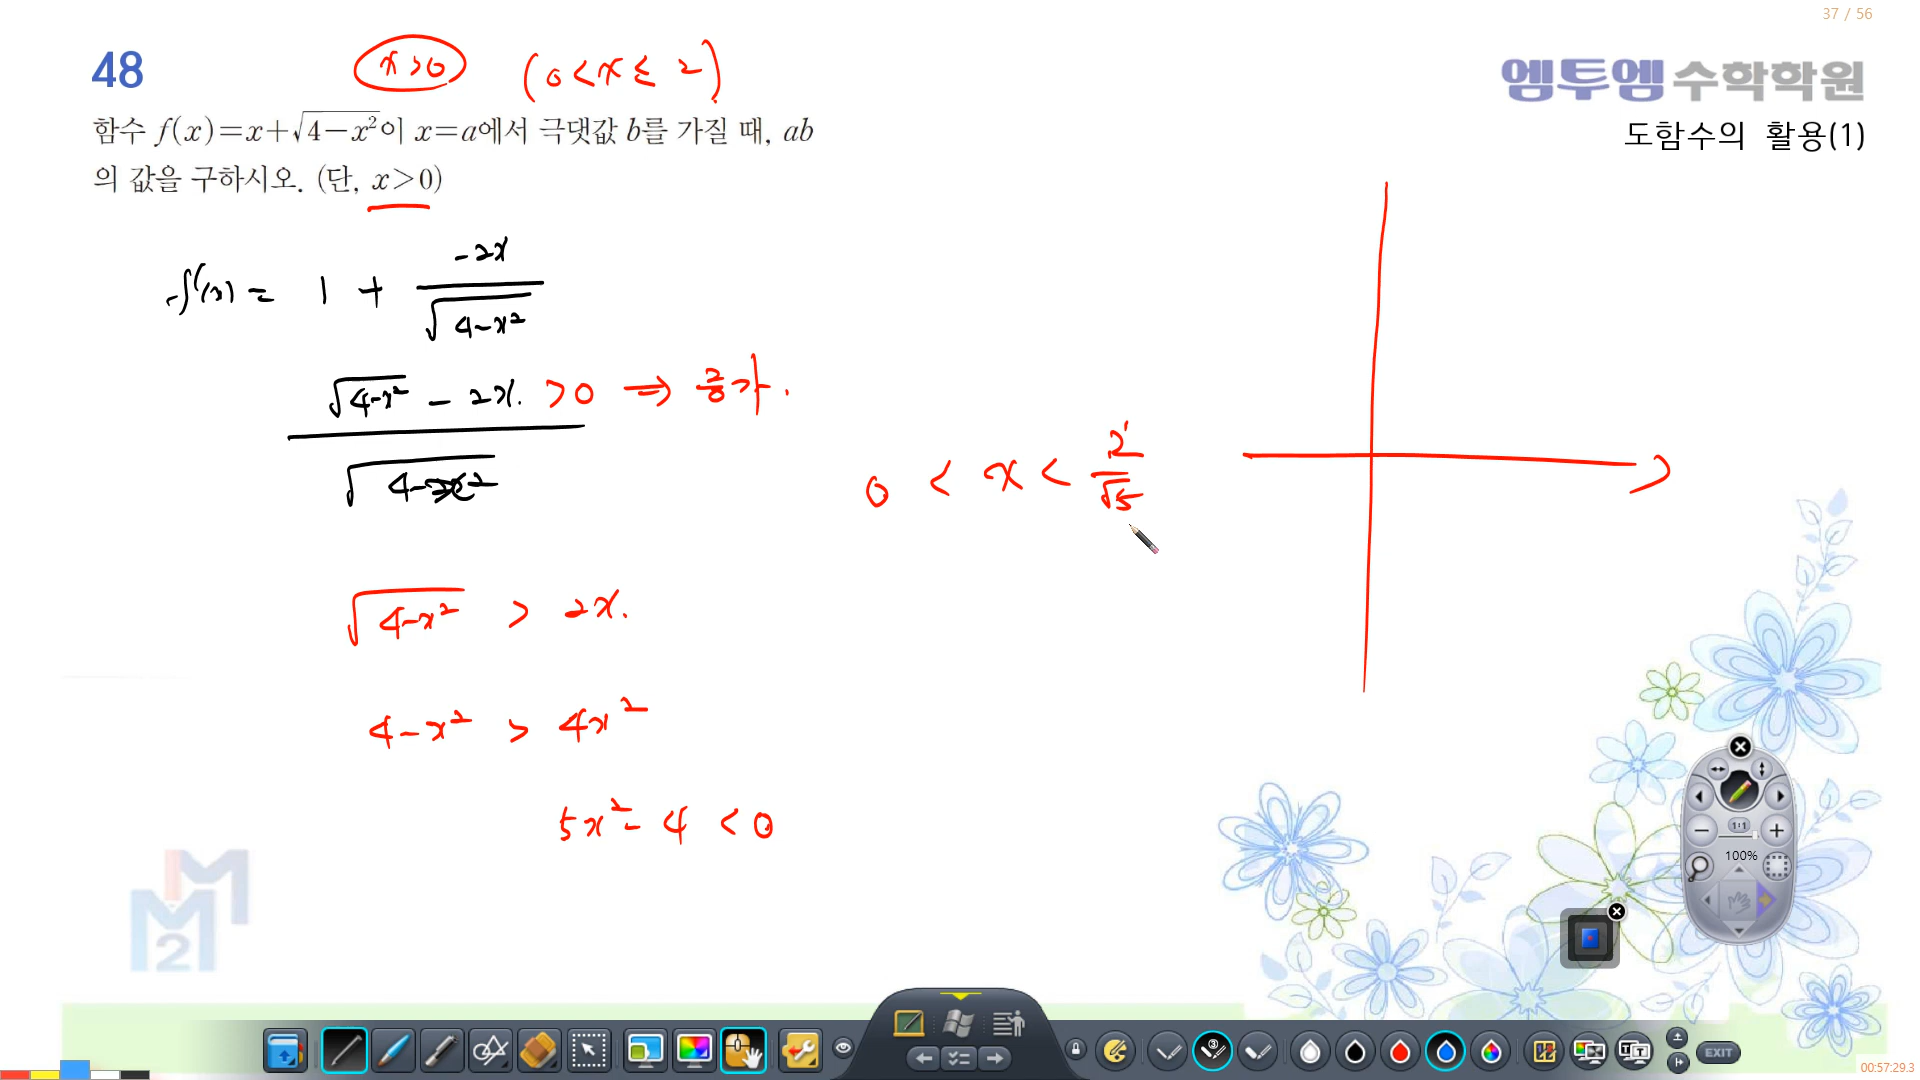 37 / 56
48
x>0 (0<x≤2)
엠투엠수학학원
도함수의 활용(1)
함수 f(x)=x+√4−x²이 x=a에서 극댓값 b를 가질 때, ab
의 값을 구하시오. (단, x>0)
f'(x) = 1 + -2x / √4-x²
√4-x² - 2x. >0 ⇒ 증가.
√4-x²
0 < x < 2/√5
√4-x² > 2x.
4-x² > 4x²
5x²-4 <0
MM2
1:1
100%
EXIT
00:57:29.3